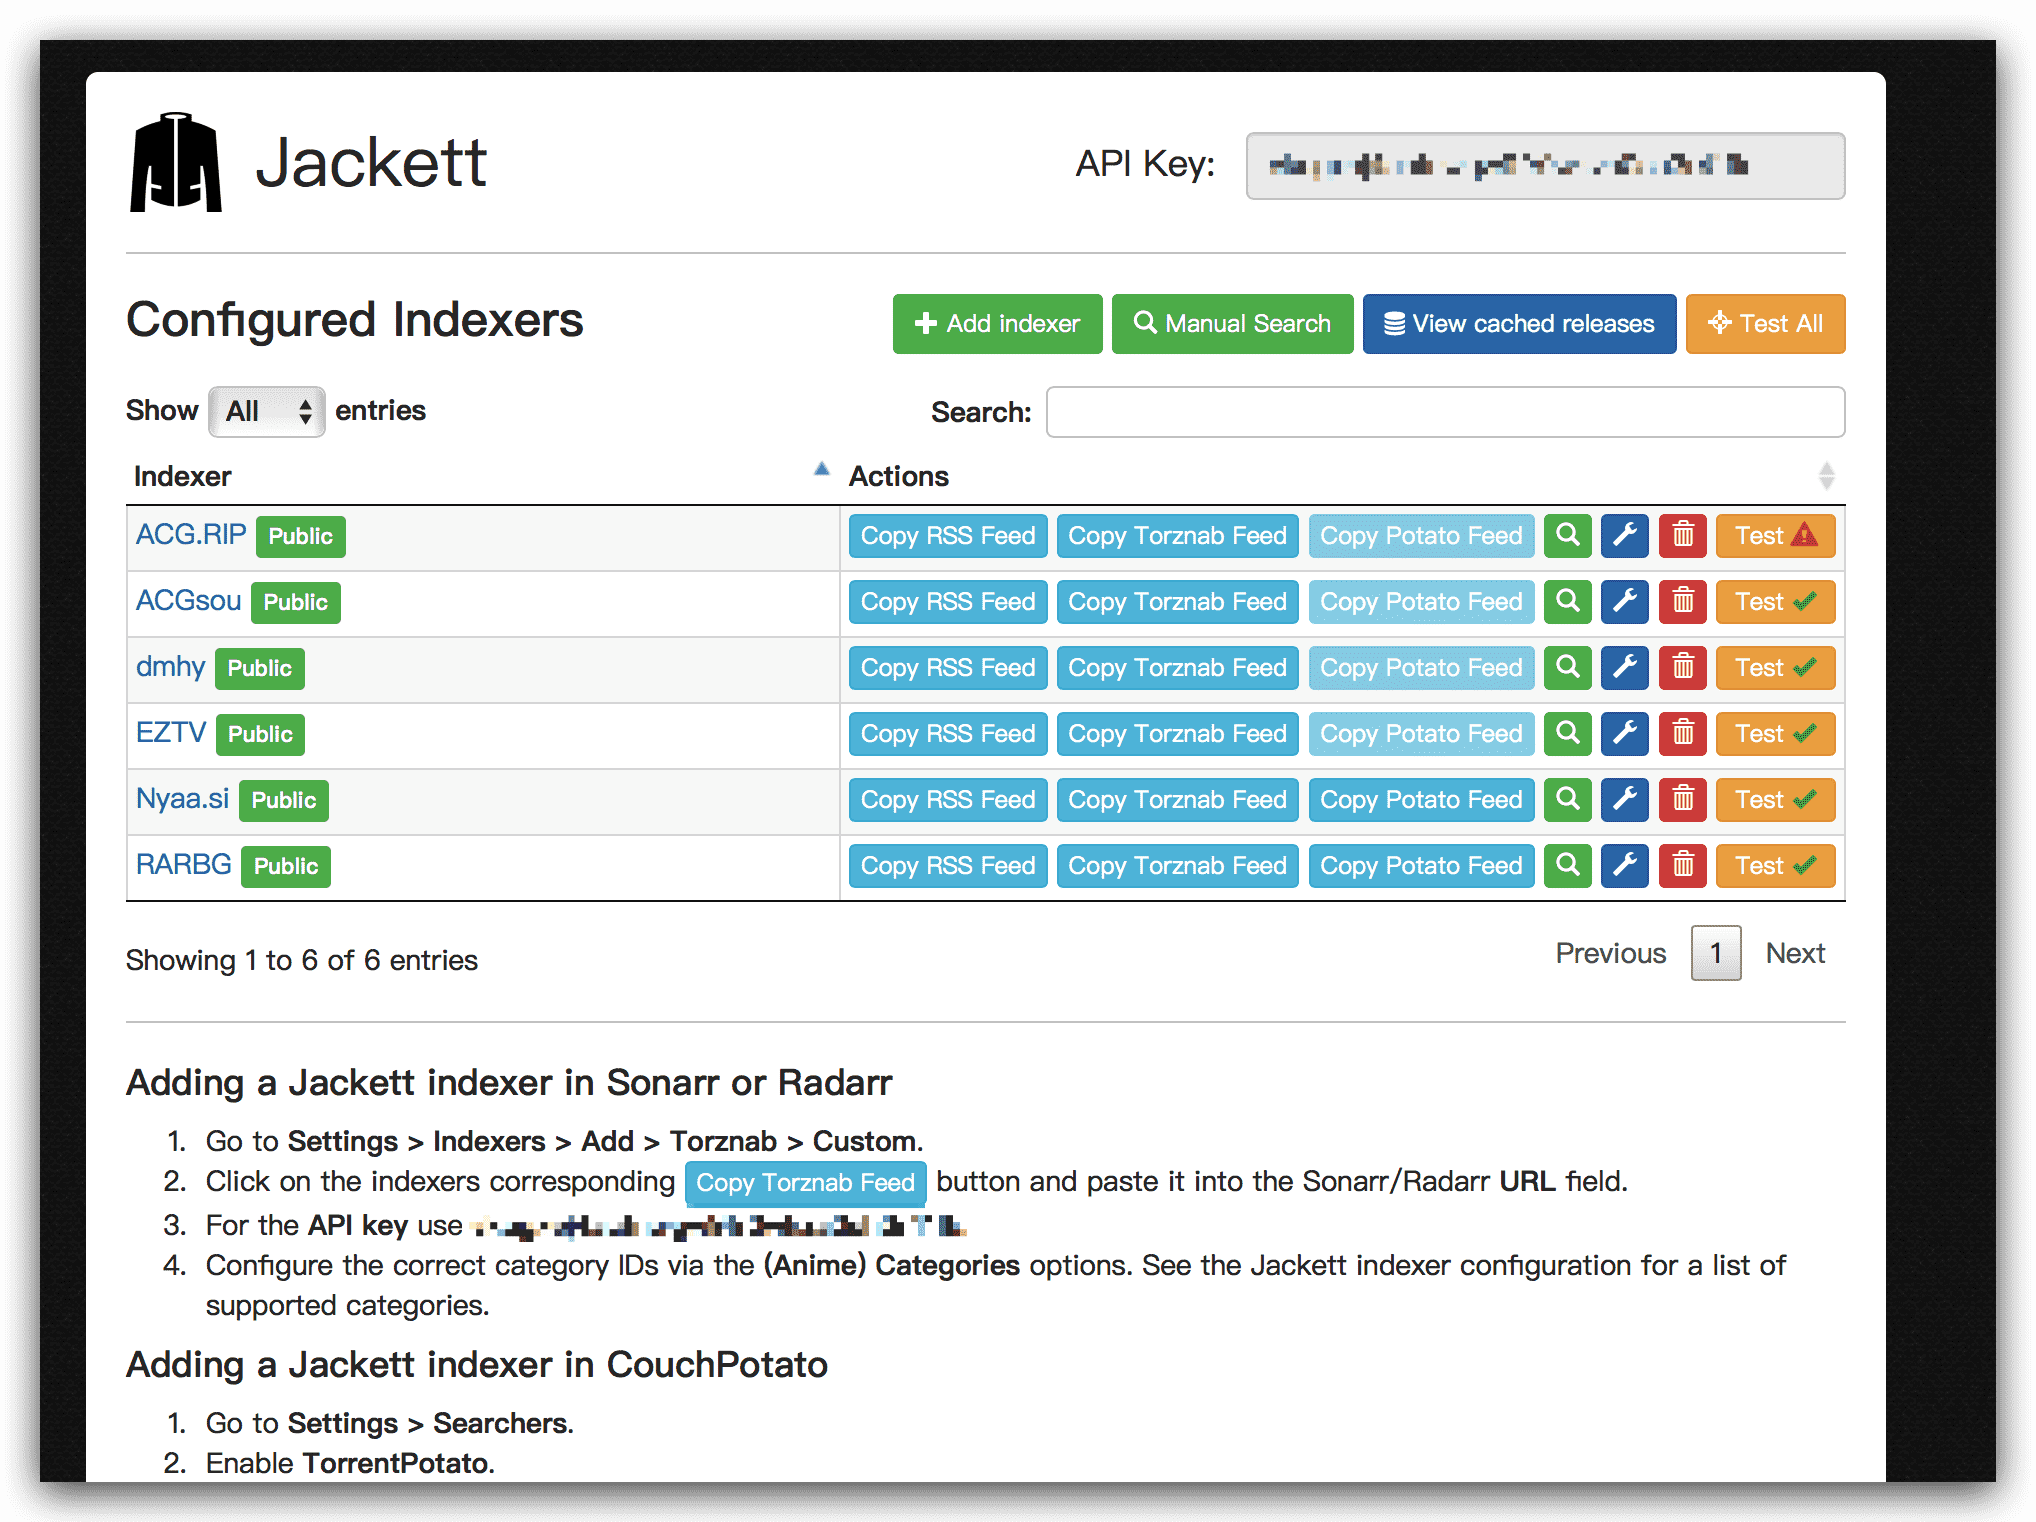 Jackett
API Key:
Configured Indexers
Add indexer
Manual Search
View cached releases
Test All
Show All entries
Search:
Indexer Actions
ACG.RIP Public Copy RSS Feed Copy Torznab Feed Copy Potato Feed Test
ACGsou Public Copy RSS Feed Copy Torznab Feed Copy Potato Feed Test
dmhy Public Copy RSS Feed Copy Torznab Feed Copy Potato Feed Test
EZTV Public Copy RSS Feed Copy Torznab Feed Copy Potato Feed Test
Nyaa.si Public Copy RSS Feed Copy Torznab Feed Copy Potato Feed Test
RARBG Public Copy RSS Feed Copy Torznab Feed Copy Potato Feed Test
Showing 1 to 6 of 6 entries
Previous 1 Next
Adding a Jackett indexer in Sonarr or Radarr
1. Go to Settings > Indexers > Add > Torznab > Custom.
2. Click on the indexers corresponding Copy Torznab Feed button and paste it into the Sonarr/Radarr URL field.
3. For the API key use
4. Configure the correct category IDs via the (Anime) Categories options. See the Jackett indexer configuration for a list of
supported categories.
Adding a Jackett indexer in CouchPotato
1. Go to Settings > Searchers.
2. Enable TorrentPotato.